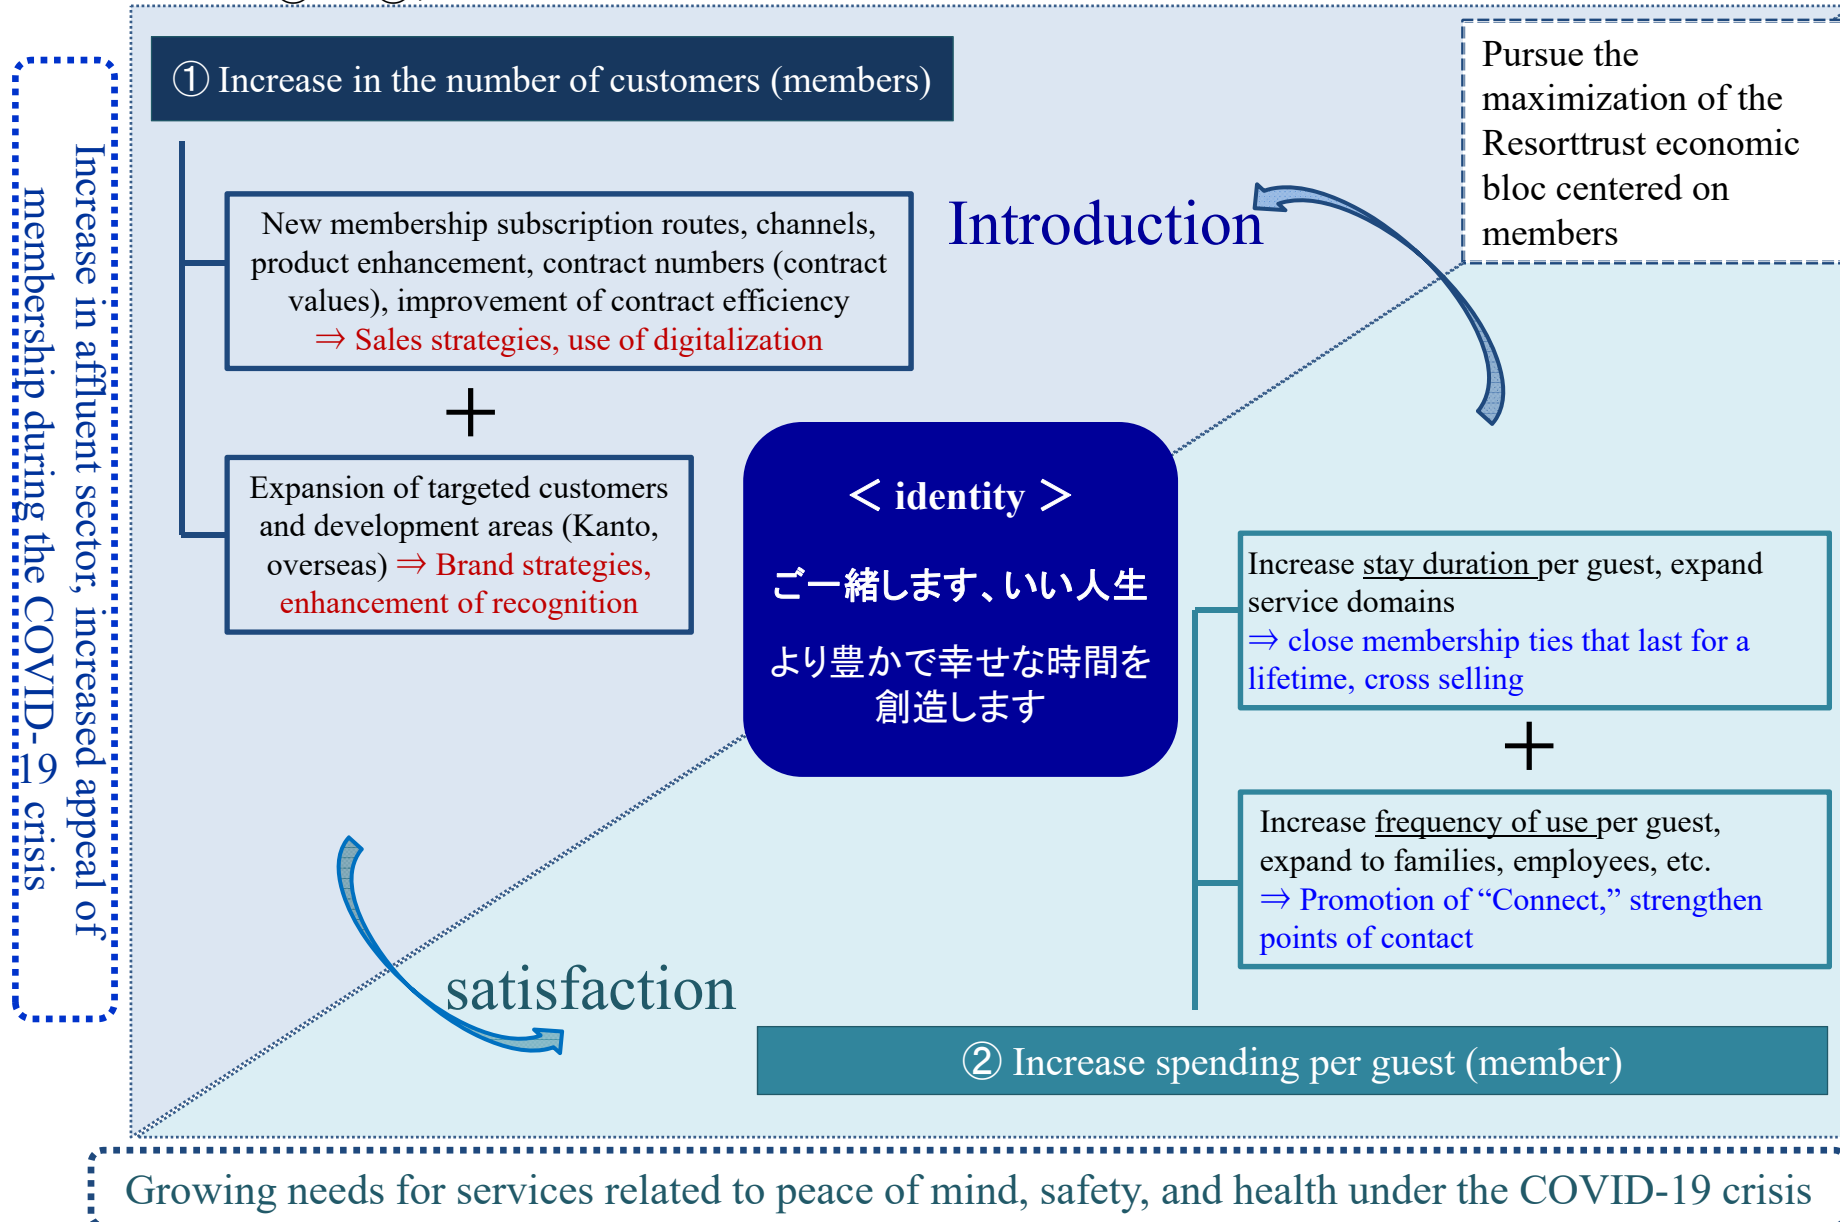 ① Increase in the number of customers (members)
Pursue the
maximization of the
Resorttrust economic
bloc centered on
members
Increase in affluent sector, increased appeal of
membership during the COVID-19 crisis
New membership subscription routes, channels,
product enhancement, contract numbers (contract
values), improvement of contract efficiency
⇒ Sales strategies, use of digitalization
Introduction
+
Expansion of targeted customers
and development areas (Kanto,
overseas) ⇒ Brand strategies,
enhancement of recognition
< identity >
ご一緒します、いい人生
より豊かで幸せな時間を
創造します
Increase stay duration per guest, expand
service domains
⇒ close membership ties that last for a
lifetime, cross selling
+
Increase frequency of use per guest,
expand to families, employees, etc.
⇒ Promotion of “Connect,” strengthen
points of contact
satisfaction
② Increase spending per guest (member)
Growing needs for services related to peace of mind, safety, and health under the COVID-19 crisis